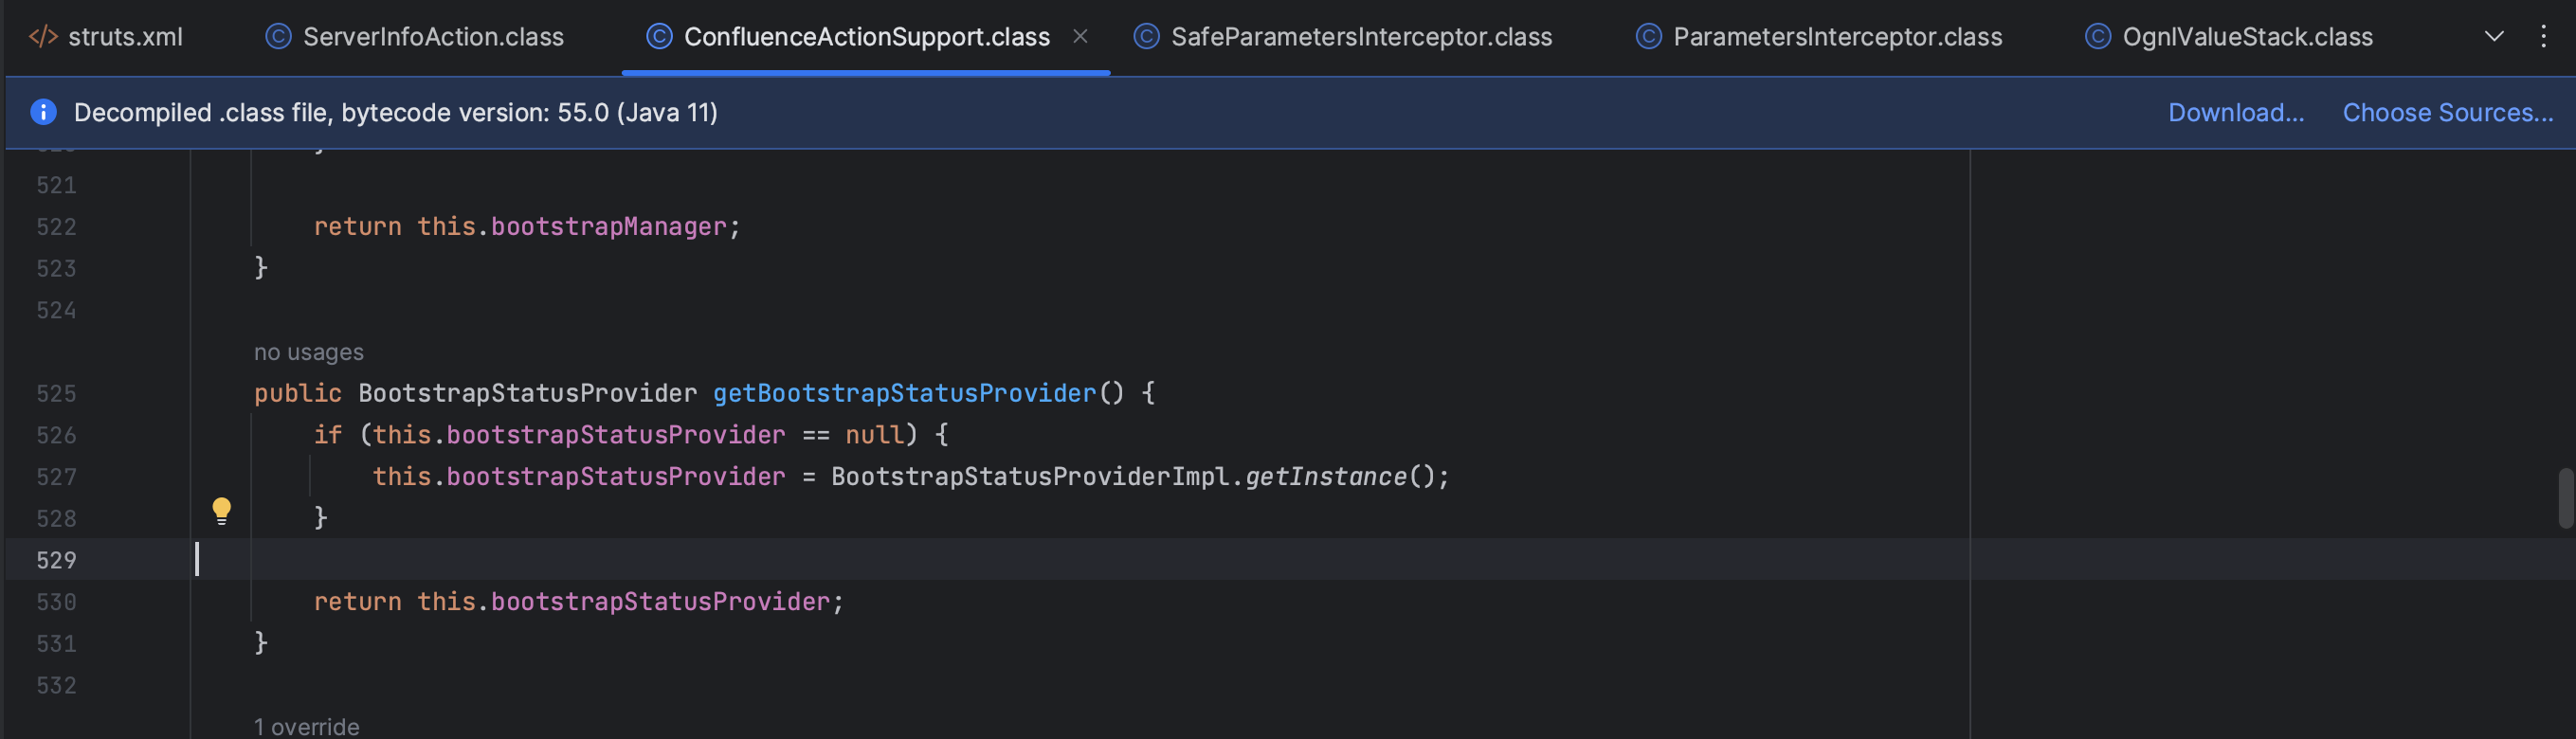 </> struts.xml ServerInfoAction.class ConfluenceActionSupport.class SafeParametersInterceptor.class ParametersInterceptor.class OgnlValueStack.class
Decompiled .class file, bytecode version: 55.0 (Java 11) Download... Choose Sources...
521
522 return this.bootstrapManager;
523 }
524
no usages
525 public BootstrapStatusProvider getBootstrapStatusProvider() {
526 if (this.bootstrapStatusProvider == null) {
527 this.bootstrapStatusProvider = BootstrapStatusProviderImpl.getInstance();
528 }
529
530 return this.bootstrapStatusProvider;
531 }
532
1 override